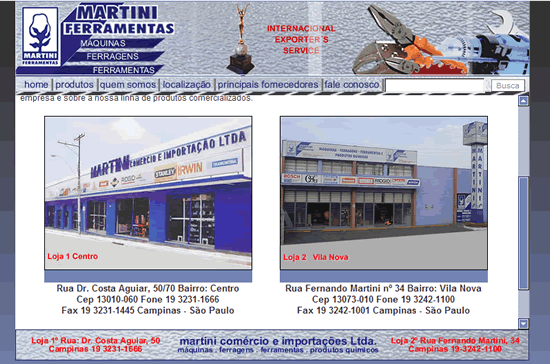 MARTINI
FERRAMENTAS
MÁQUINAS
FERRAGENS
FERRAMENTAS
MARTINI
FERRAMENTAS
INTERNACIONAL
EXPORTER´S
SERVICE
home | produtos | quem somos | localização | principais fornecedores | fale conosco
Busca
empresa e sobre a nossa linha de produtos comercializados.
MARTINI COMÉRCIO E IMPORTAÇÃO LTDA
RIDGID STANLEY IRWIN
Loja 1 Centro
MARTINI
Loja 2 Vila Nova
Rua Dr. Costa Aguiar, 50/70 Bairro: Centro
Cep 13010-060 Fone 19 3231-1666
Fax 19 3231-1445 Campinas - São Paulo
Rua Fernando Martini nº 34 Bairro: Vila Nova
Cep 13073-010 Fone 19 3242-1100
Fax 19 3242-1001 Campinas - São Paulo
Loja 1ª Rua: Dr. Costa Aguiar, 50
Campinas 19 3231-1666
martini comércio e importações Ltda.
máquinas . ferragens . ferramentas . produtos químicos
Loja 2ª Rua Fernando Martini, 34
Campinas 19-3242-1100